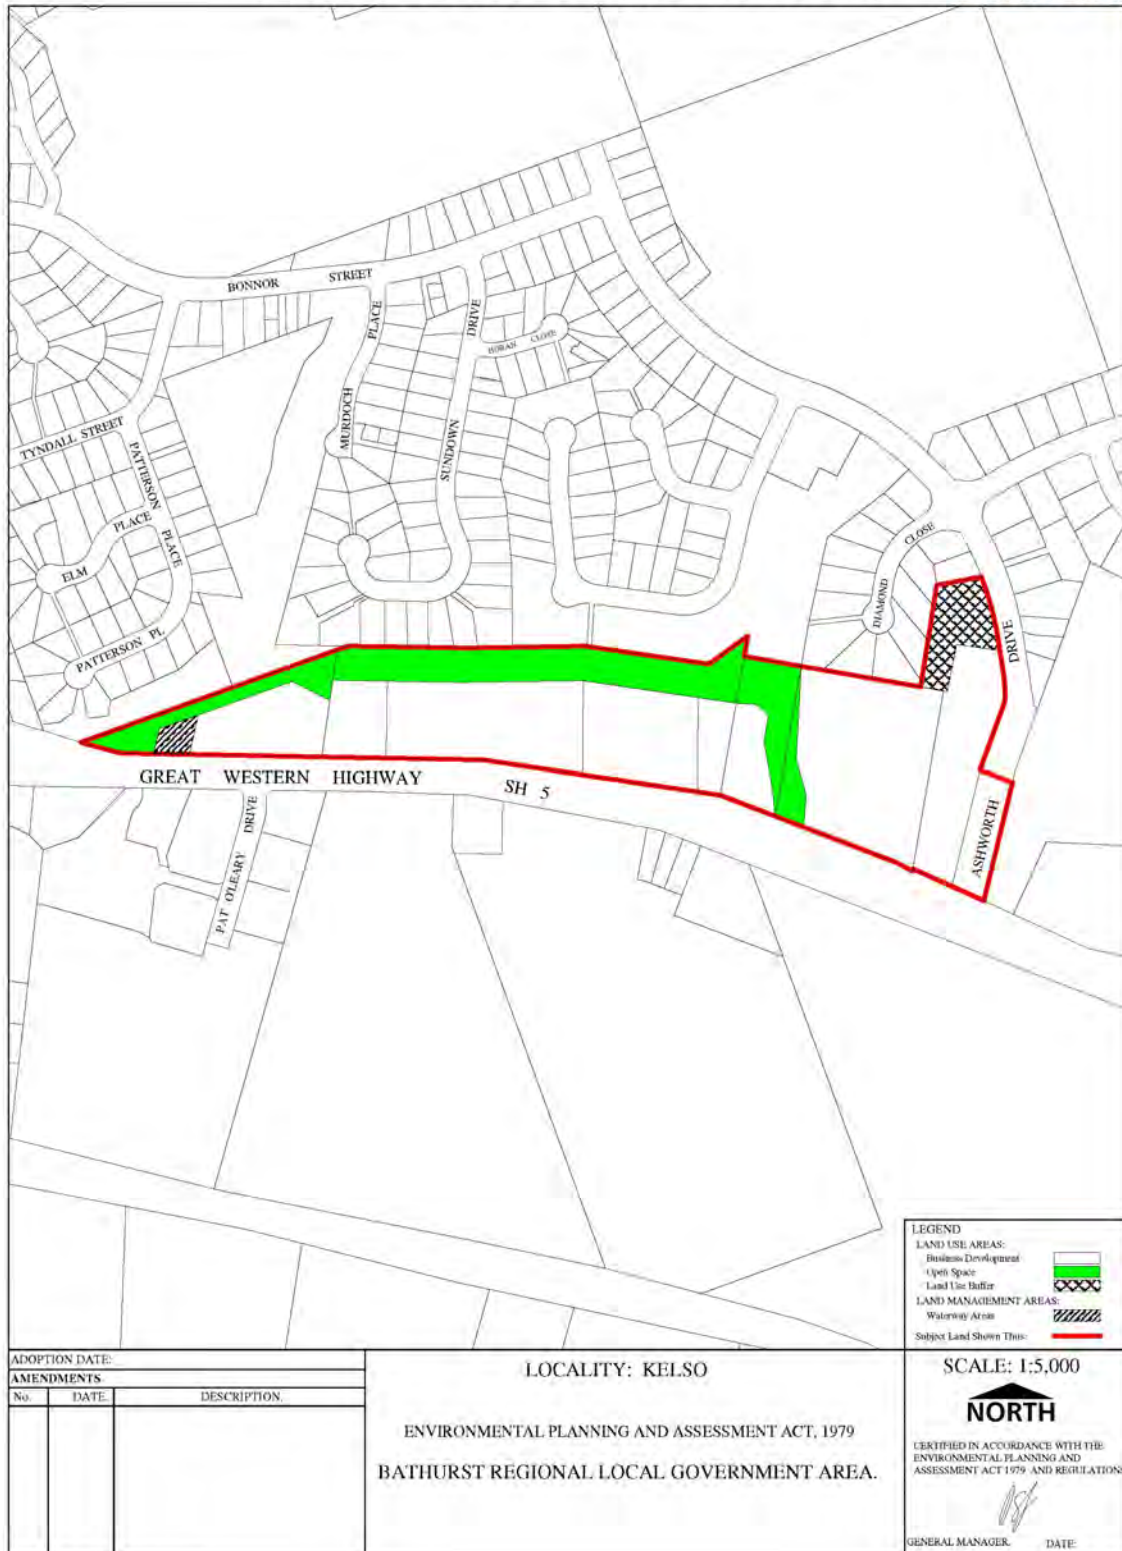 BONNOR STREET
PLACE
DRIVE
HORAN CLOSE
MURDOCH
SUNDOWN
TYNDALL STREET
PATTERSON
PLACE
ELM PLACE
PATTERSON PL
CLOSE
DIAMOND
DRIVE
GREAT WESTERN HIGHWAY SH 5
DRIVE
PAT O'LEARY
ASHWORTH
LEGEND
LAND USE AREAS:
Business Development
Open Space
Land Use Buffer
LAND MANAGEMENT AREAS:
Waterway Areas
Subject Land Shown Thus:
ADOPTION DATE:
AMENDMENTS
No. DATE. DESCRIPTION.
LOCALITY: KELSO
ENVIRONMENTAL PLANNING AND ASSESSMENT ACT, 1979
BATHURST REGIONAL LOCAL GOVERNMENT AREA.
SCALE: 1:5,000
NORTH
CERTIFIED IN ACCORDANCE WITH THE
ENVIRONMENTAL PLANNING AND
ASSESSMENT ACT 1979 AND REGULATIONS
GENERAL MANAGER. DATE: